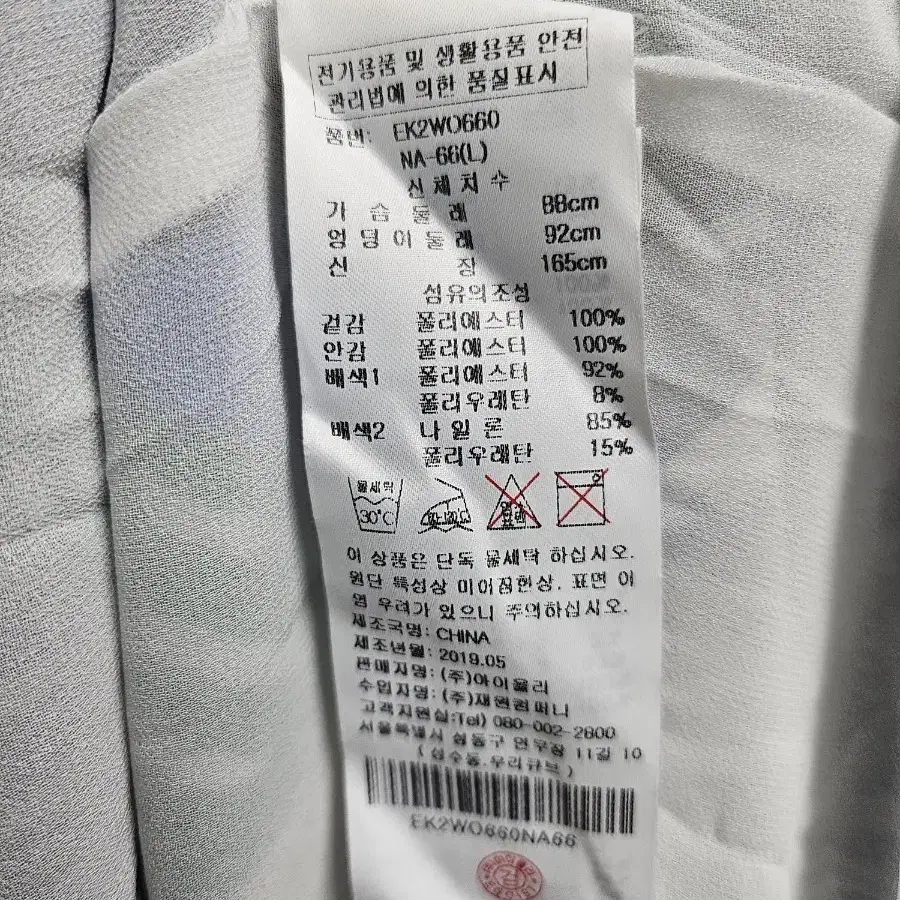 전기용품 및 생활용품 안전
관리법에 의한 품질표시
품번: EK2WO660
NA-66(L)
신체치수
가 슴 둘 레 88cm
엉덩이둘레 92cm
신 장 165cm
섬유의조성
겉감 폴리에스터 100%
안감 폴리에스터 100%
배색1 폴리에스터 92%
폴리우레탄 8%
배색2 나 일 론 85%
폴리우레탄 15%
물세탁
30℃
이 상품은 단독 물세탁 하십시오.
원단 특성상 미어짐현상. 표면 이
염 우려가 있으니 주의하십시오.
제조국명: CHINA
제조년월: 2019.05
판매자명: (주)아이올리
수입자명: (주)재원컴퍼니
고객지원실:Tel) 080-002-2800
서울특별시 성동구 연무장 11길 10
(성수동.우리큐브)
EK2WO660NA66